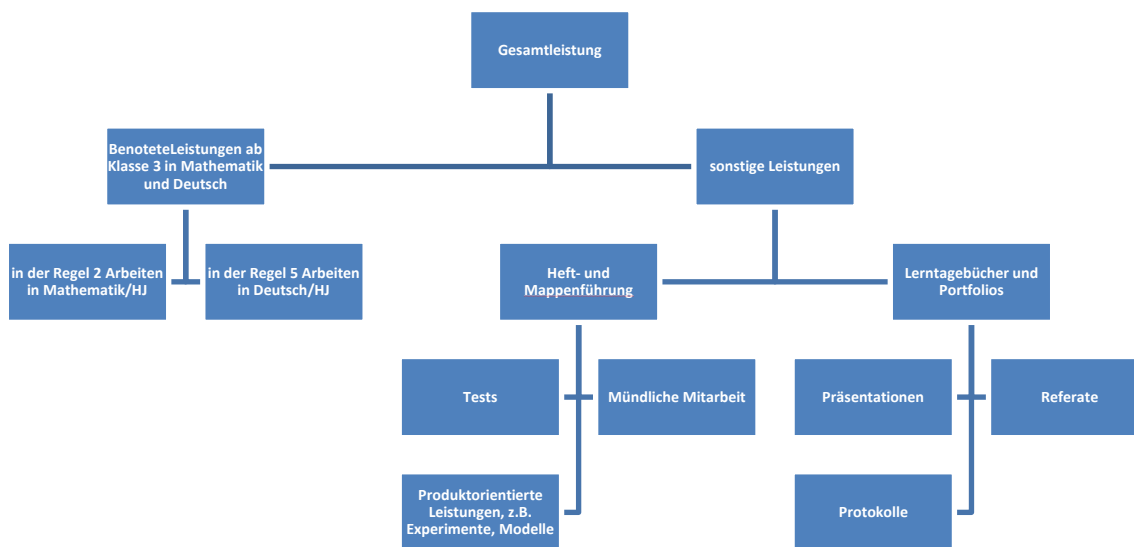 Gesamtleistung
BenoteteLeistungen ab
Klasse 3 in Mathematik
und Deutsch
sonstige Leistungen
in der Regel 2 Arbeiten
in Mathematik/HJ
in der Regel 5 Arbeiten
in Deutsch/HJ
Heft- und
Mappenführung
Lerntagebücher und
Portfolios
Tests
Mündliche Mitarbeit
Präsentationen
Referate
Produktorientierte
Leistungen, z.B.
Experimente, Modelle
Protokolle